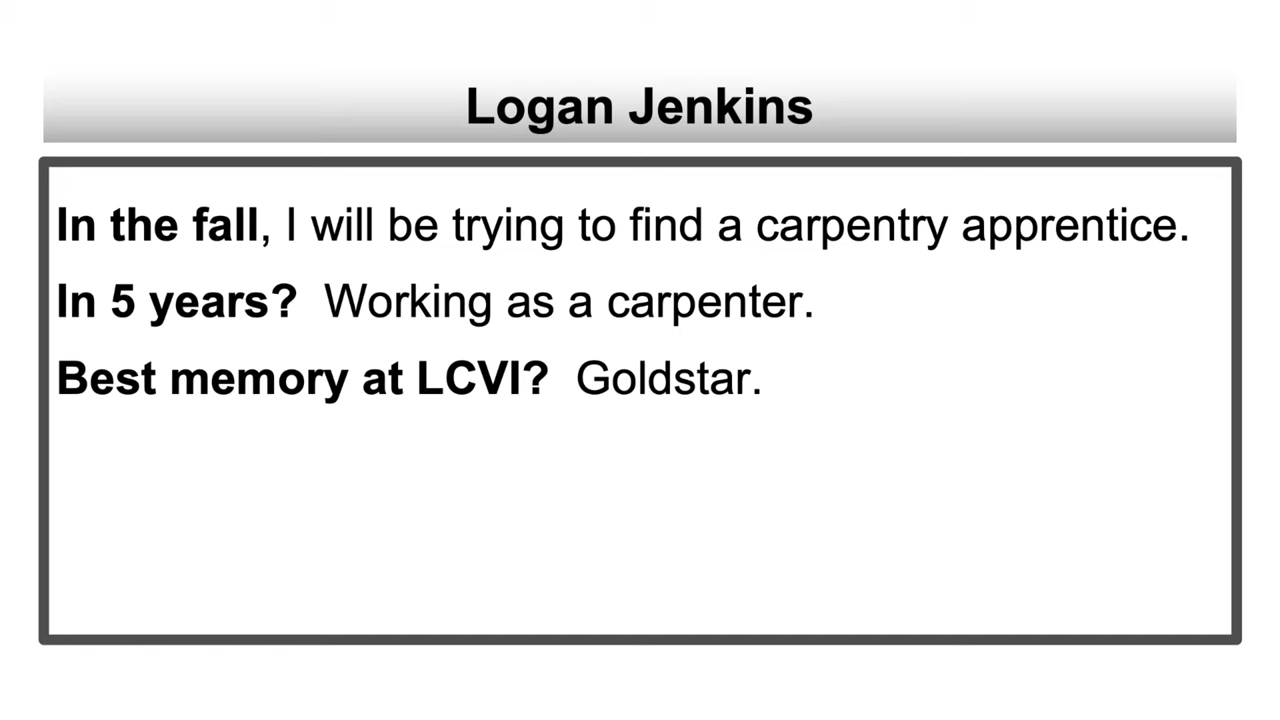 Logan Jenkins
In the fall, I will be trying to find a carpentry apprentice.
In 5 years?  Working as a carpenter.
Best memory at LCVI?  Goldstar.